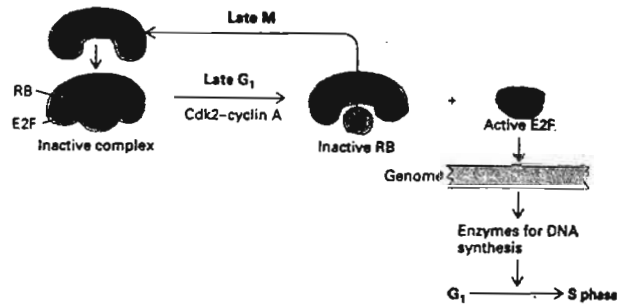 Late M
RB
E2F
Inactive complex
Late G₁
Cdk2–cyclin A
Inactive RB
+
Active E2F
Genome
Enzymes for DNA
synthesis
G₁
S phase